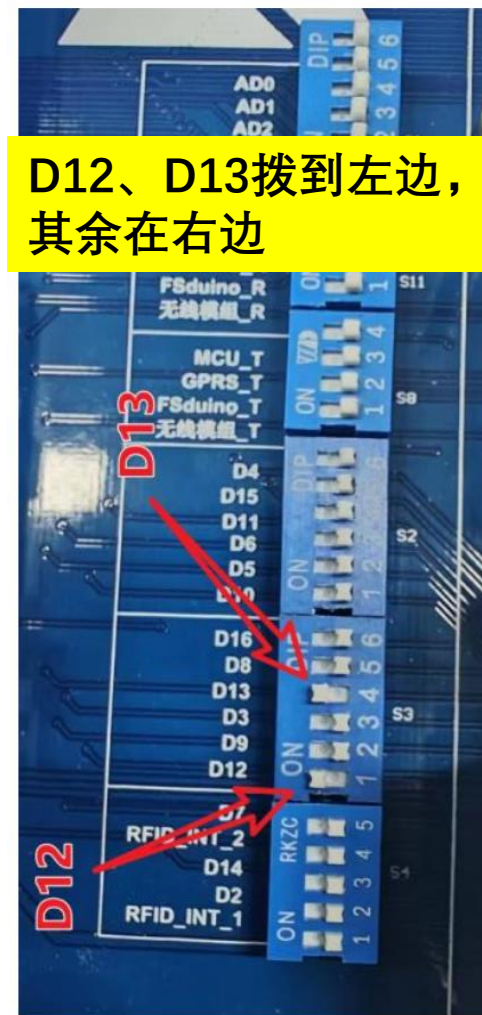 DIP
6
5
4
3
AD0
AD1
AD2
D12、D13拨到左边，
其余在右边
FSduino_R
无线模组_R
ON
1
S11
MCU_T
GPRS_T
FSduino_T
无线模组_T
ON
4
3
2
1
S8
D13
D4
D15
D11
D6
D5
DIP
ON
6
2
1
S2
D16
D8
D13
D3
D9
D12
DIP
ON
6
5
4
3
2
1
S3
D7
RFID_INT_2
D14
D2
RFID_INT_1
RKZC
ON
5
4
3
2
1
S4
D12